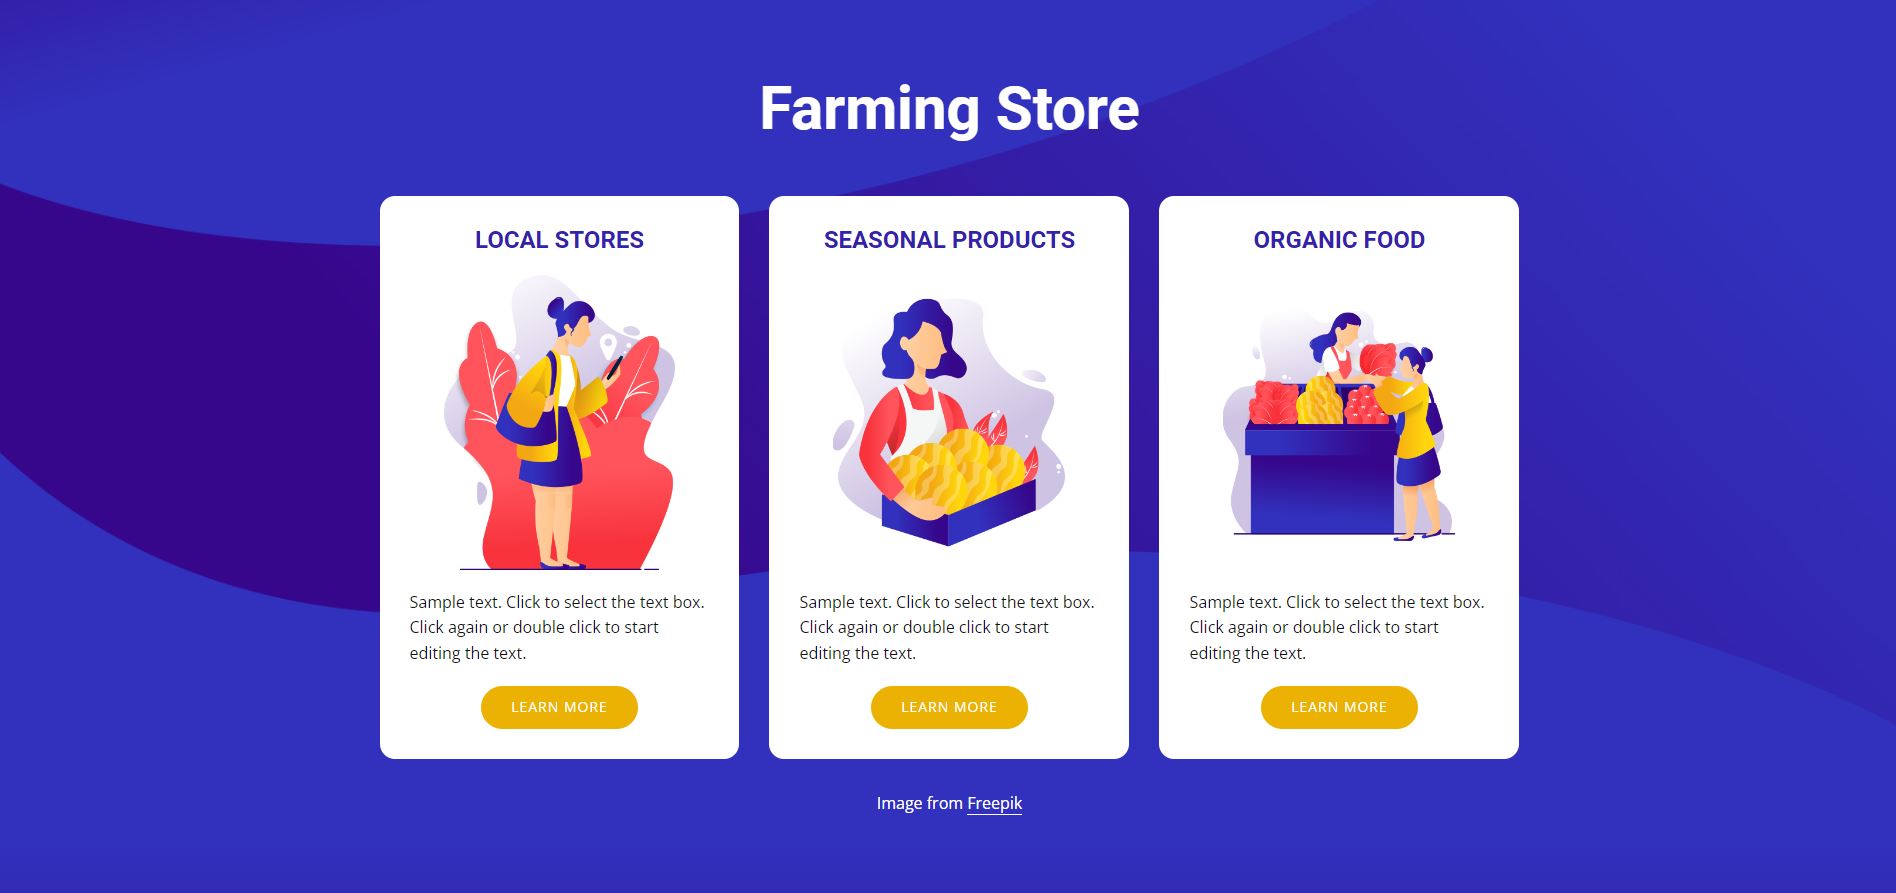 Farming Store
LOCAL STORES
Sample text. Click to select the text box.
Click again or double click to start
editing the text.
LEARN MORE
SEASONAL PRODUCTS
Sample text. Click to select the text box.
Click again or double click to start
editing the text.
LEARN MORE
ORGANIC FOOD
Sample text. Click to select the text box.
Click again or double click to start
editing the text.
LEARN MORE
Image from Freepik